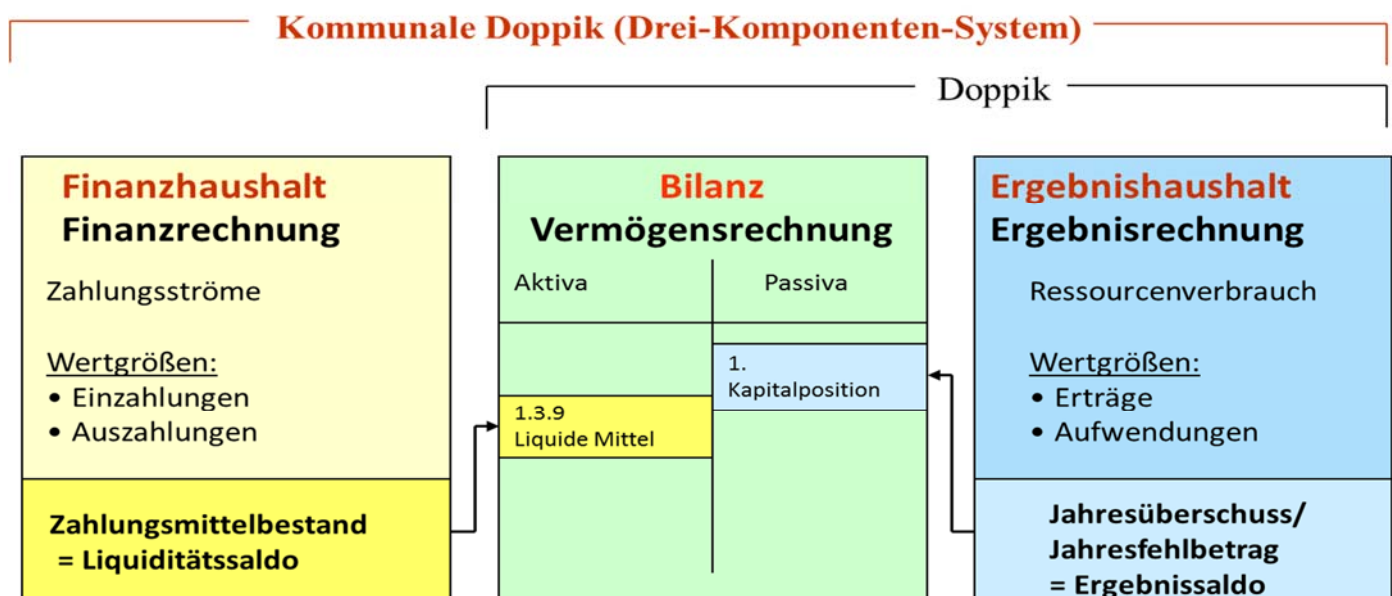 Kommunale Doppik (Drei-Komponenten-System)
Doppik
Finanzhaushalt
Finanzrechnung
Zahlungsströme
Wertgrößen:
• Einzahlungen
• Auszahlungen
Zahlungsmittelbestand
= Liquiditätssaldo
Bilanz
Vermögensrechnung
Aktiva
Passiva
1.
Kapitalposition
1.3.9
Liquide Mittel
Ergebnishaushalt
Ergebnisrechnung
Ressourcenverbrauch
Wertgrößen:
• Erträge
• Aufwendungen
Jahresüberschuss/
Jahresfehlbetrag
= Ergebnissaldo